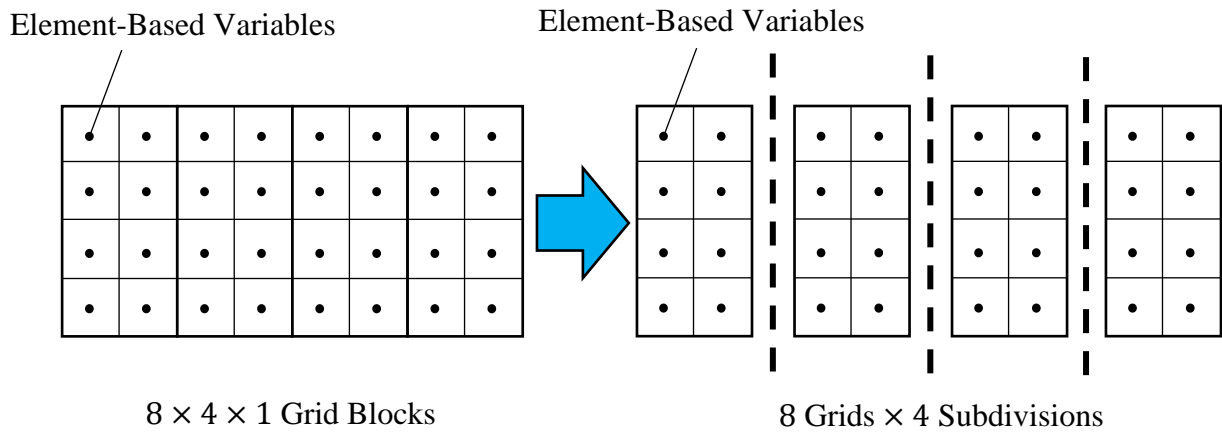 Element-Based Variables
Element-Based Variables
8 × 4 × 1 Grid Blocks
8 Grids × 4 Subdivisions